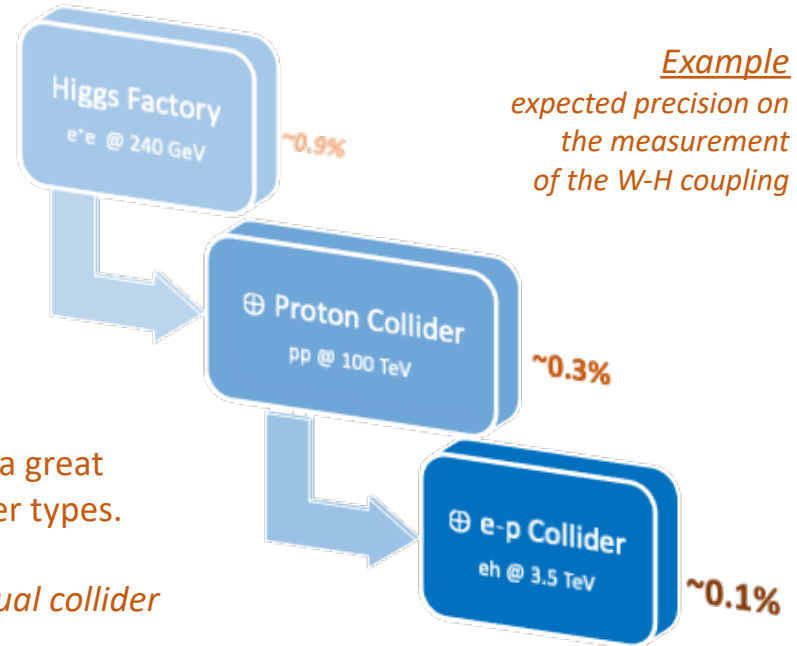 Higgs Factory
e⁺e @ 240 GeV
~0.9%
Example
expected precision on
the measurement
of the W-H coupling
⊕ Proton Collider
pp @ 100 TeV
~0.3%
a great
er types.
⊕ e-p Collider
eh @ 3.5 TeV
~0.1%
ual collider